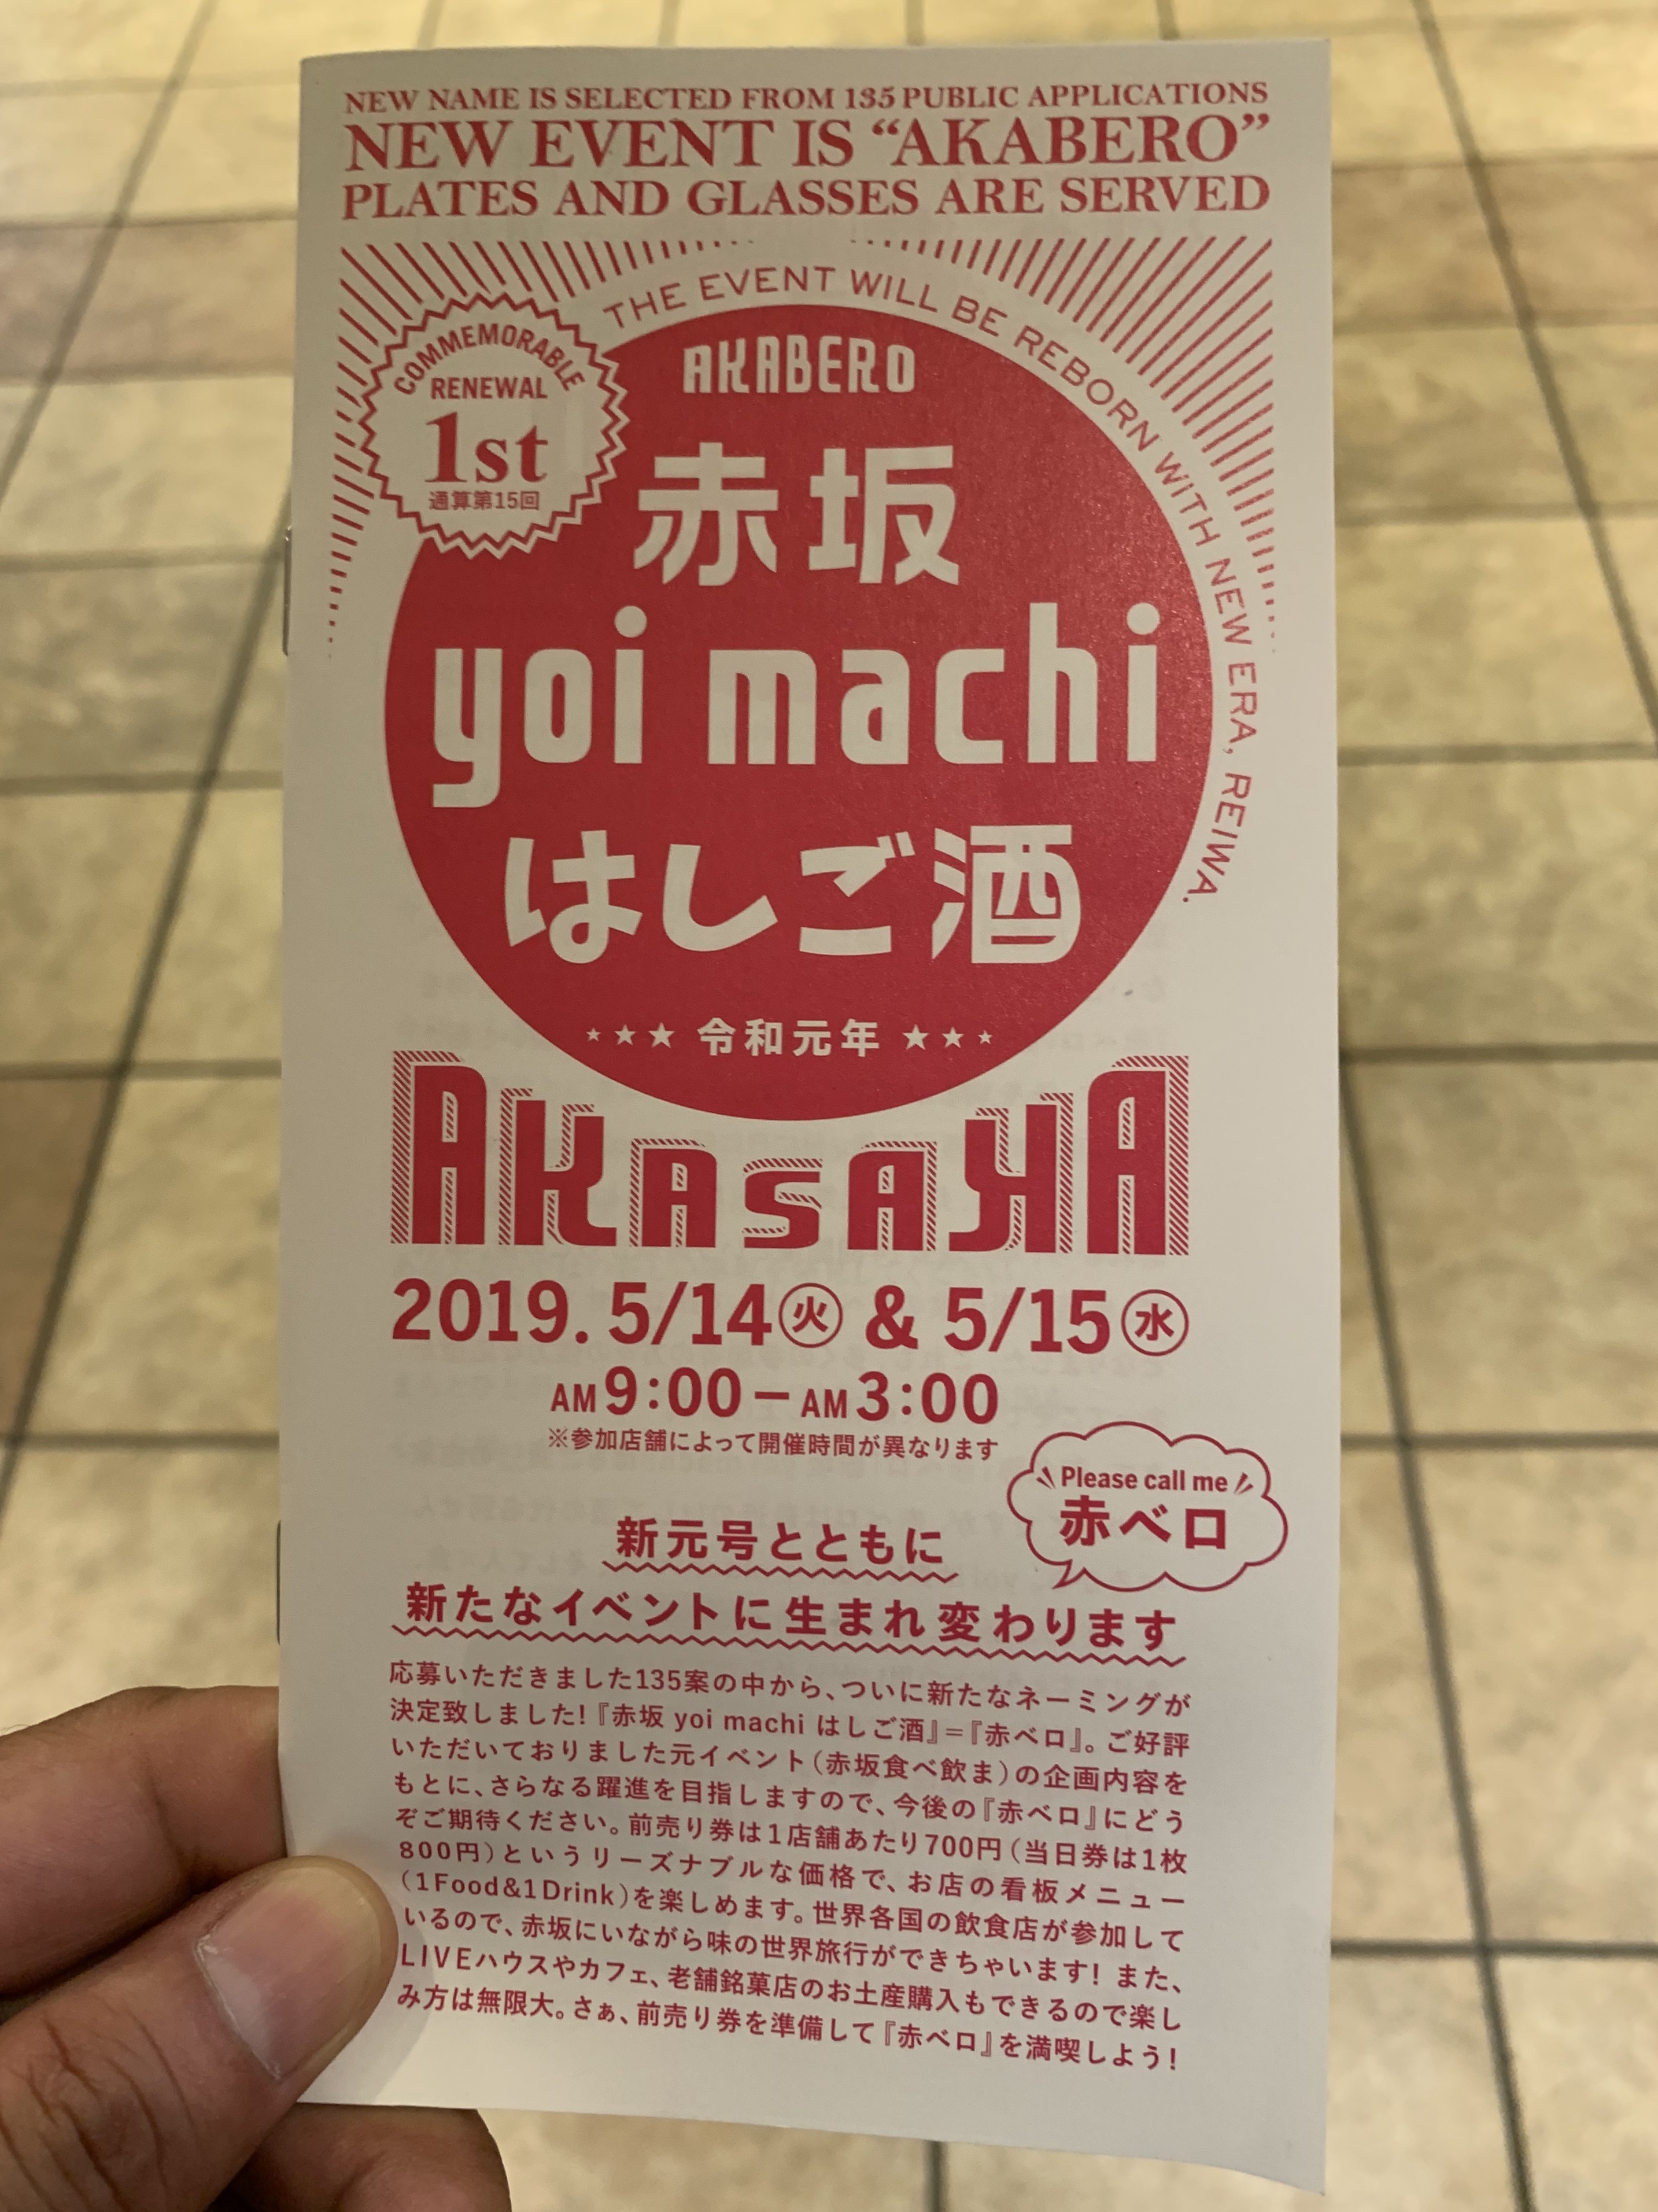 NEW NAME IS SELECTED FROM 135 PUBLIC APPLICATIONS
NEW EVENT IS “AKABERO”
PLATES AND GLASSES ARE SERVED
THE EVENT WILL BE REBORN WITH NEW ERA, REIWA.
COMMEMORABLE
RENEWAL
1st
通算第15回
AKABERO
赤坂
yoi machi
はしご酒
★★★ 令和元年 ★★★
AKASAKA
2019. 5/14㊋ & 5/15㊌
AM9:00－AM3:00
※参加店舗によって開催時間が異なります
Please call me
赤ベロ
新元号とともに
新たなイベントに生まれ変わります
応募いただきました135案の中から、ついに新たなネーミングが
決定致しました!『赤坂 yoi machi はしご酒』＝『赤ベロ』。ご好評
いただいておりました元イベント（赤坂食べ飲ま）の企画内容を
もとに、さらなる躍進を目指しますので、今後の『赤ベロ』にどう
ぞご期待ください。前売り券は1店舗あたり700円（当日券は1枚
800円）というリーズナブルな価格で、お店の看板メニュー
（1Food&1Drink）を楽しめます。世界各国の飲食店が参加して
いるので、赤坂にいながら味の世界旅行ができちゃいます! また、
LIVEハウスやカフェ、老舗銘菓店のお土産購入もできるので楽し
み方は無限大。さぁ、前売り券を準備して『赤ベロ』を満喫しよう!